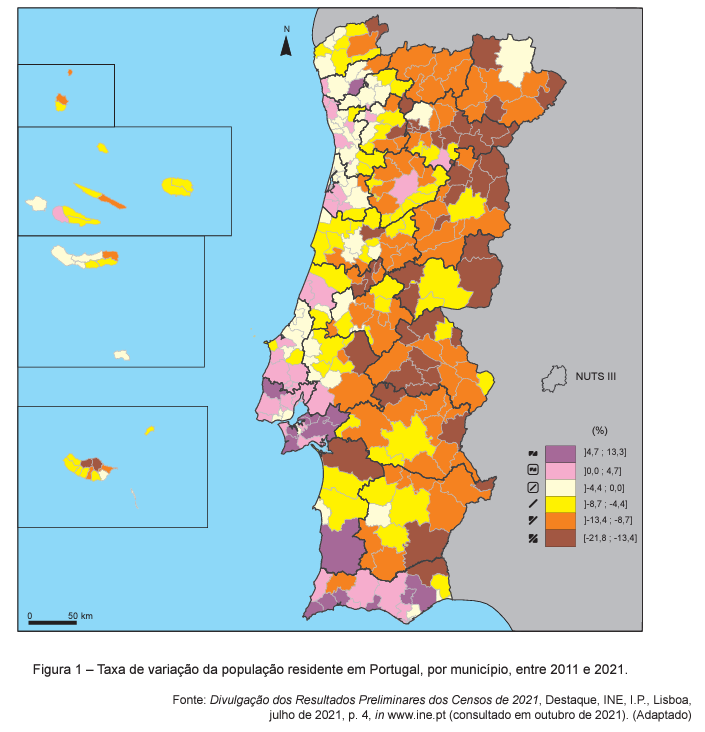 N
NUTS III
(%)
]4,7 ; 13,3]
]0,0 ; 4,7]
]-4,4 ; 0,0]
]-8,7 ; -4,4]
]-13,4 ; -8,7]
[-21,8 ; -13,4]
0 50 km
Figura 1 – Taxa de variação da população residente em Portugal, por município, entre 2011 e 2021.
Fonte: Divulgação dos Resultados Preliminares dos Censos de 2021, Destaque, INE, I.P., Lisboa,
julho de 2021, p. 4, in www.ine.pt (consultado em outubro de 2021). (Adaptado)